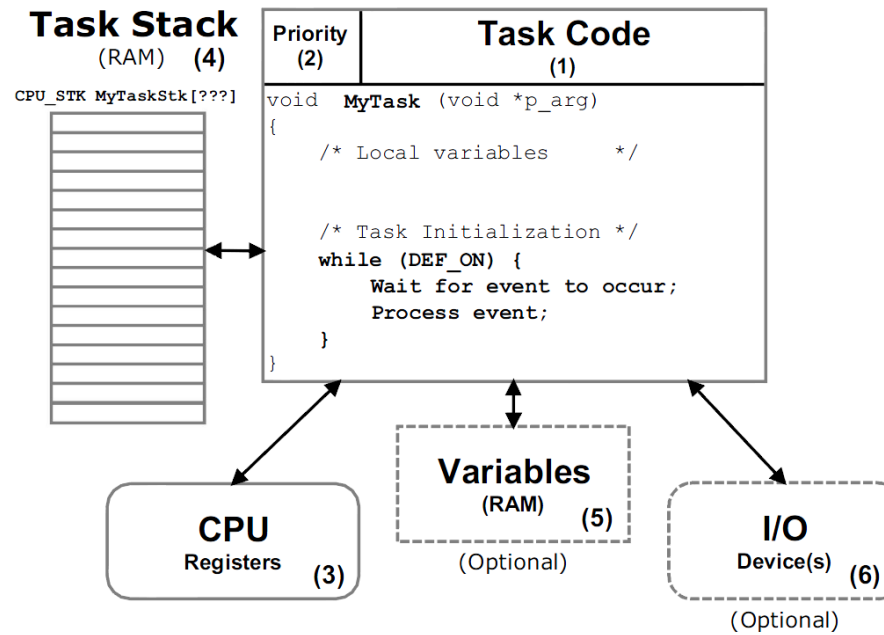 Task Stack
(RAM) (4)
CPU_STK MyTaskStk[???]
Priority
(2)
Task Code
(1)
void MyTask (void *p_arg)
{
/* Local variables */
/* Task Initialization */
while (DEF_ON) {
Wait for event to occur;
Process event;
}
}
CPU
Registers
(3)
Variables
(RAM)
(5)
(Optional)
I/O
Device(s)
(6)
(Optional)